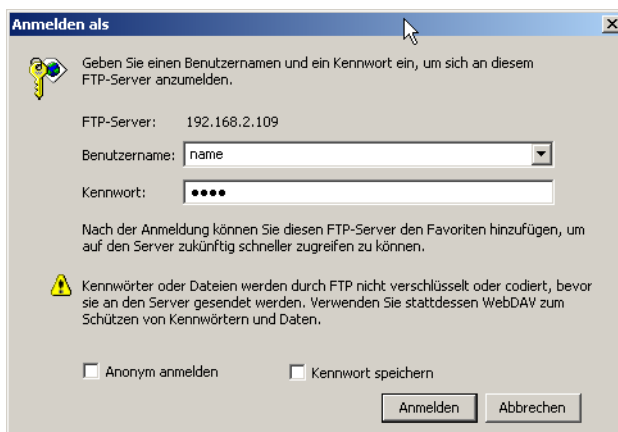 Anmelden als
Geben Sie einen Benutzernamen und ein Kennwort ein, um sich an diesem
FTP-Server anzumelden.
FTP-Server: 192.168.2.109
Benutzername: name
Kennwort: ●●●●
Nach der Anmeldung können Sie diesen FTP-Server den Favoriten hinzufügen, um
auf den Server zukünftig schneller zugreifen zu können.
Kennwörter oder Dateien werden durch FTP nicht verschlüsselt oder codiert, bevor
sie an den Server gesendet werden. Verwenden Sie stattdessen WebDAV zum
Schützen von Kennwörtern und Daten.
Anonym anmelden Kennwort speichern
Anmelden Abbrechen